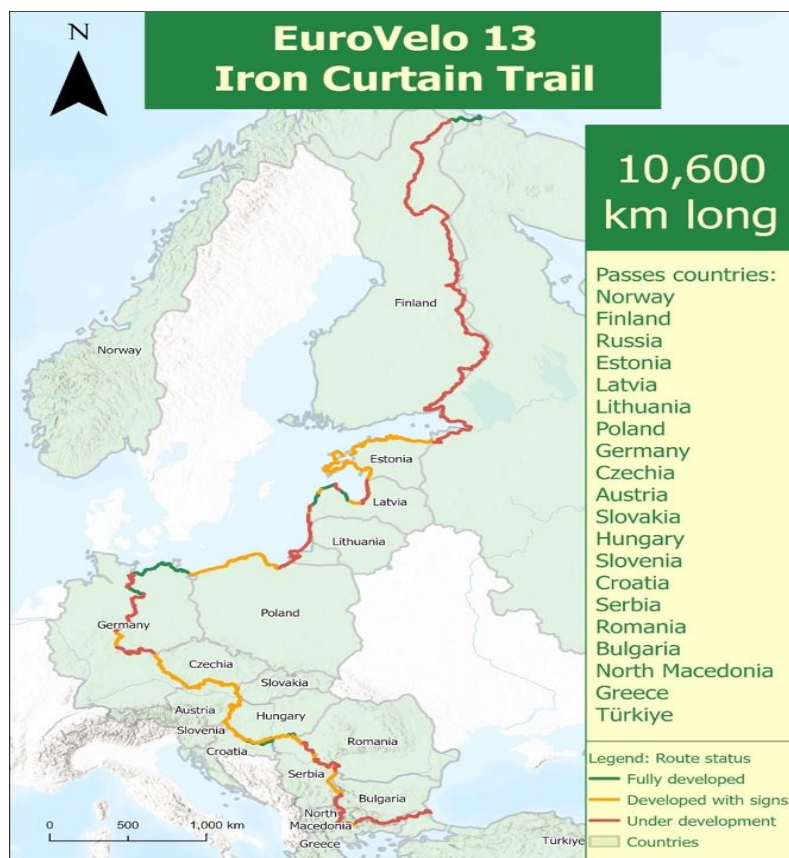 N
EuroVelo 13
Iron Curtain Trail
10,600
km long
Passes countries:
Norway
Finland
Russia
Estonia
Latvia
Lithuania
Poland
Germany
Czechia
Austria
Slovakia
Hungary
Slovenia
Croatia
Serbia
Romania
Bulgaria
North Macedonia
Greece
Türkiye
Legend: Route status
Fully developed
Developed with signs
Under development
Countries
Finland
Norway
Estonia
Latvia
Lithuania
Germany
Poland
Czechia
Slovakia
Austria
Hungary
Slovenia
Croatia
Romania
Serbia
Bulgaria
North
Macedonia
Greece
Türkiye
0 500 1,000 km